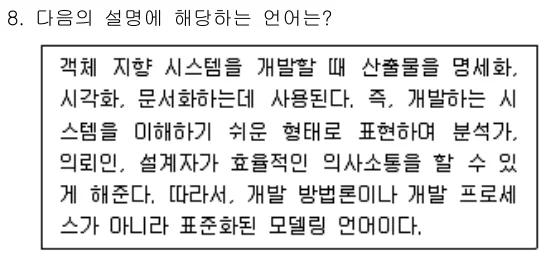 8. 다음의 설명에 해당하는 언어는?
객체 지향 시스템을 개발할 때 산출물을 명세화,
시각화, 문서화하는데 사용된다. 즉, 개발하는 시
스템을 이해하기 쉬운 형태로 표현하여 분석가,
의뢰인, 설계자가 효율적인 의사소통을 할 수 있
게 해준다. 따라서, 개발 방법론이나 개발 프로세
스가 아니라 표준화된 모델링 언어이다.